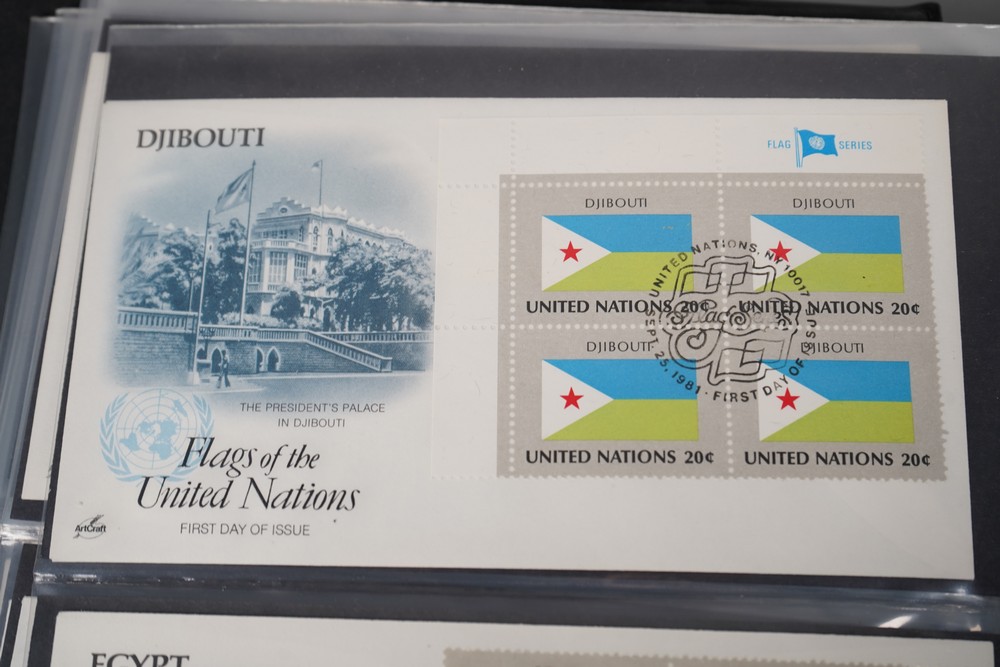 DJIBOUTI
THE PRESIDENT'S PALACE
IN DJIBOUTI
Flags of the
United Nations
FIRST DAY OF ISSUE
ArtCraft
FLAG SERIES
DJIBOUTI
UNITED NATIONS 20¢
DJIBOUTI
UNITED NATIONS 20¢
DJIBOUTI
UNITED NATIONS 20¢
DJIBOUTI
UNITED NATIONS 20¢
UNITED NATIONS, NY 10017
SEPT. 25, 1981 · FIRST DAY OF ISSUE
EGYPT